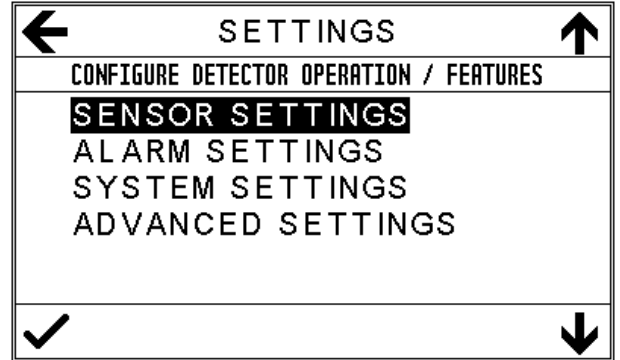 SETTINGS
CONFIGURE DETECTOR OPERATION / FEATURES
SENSOR SETTINGS
ALARM SETTINGS
SYSTEM SETTINGS
ADVANCED SETTINGS